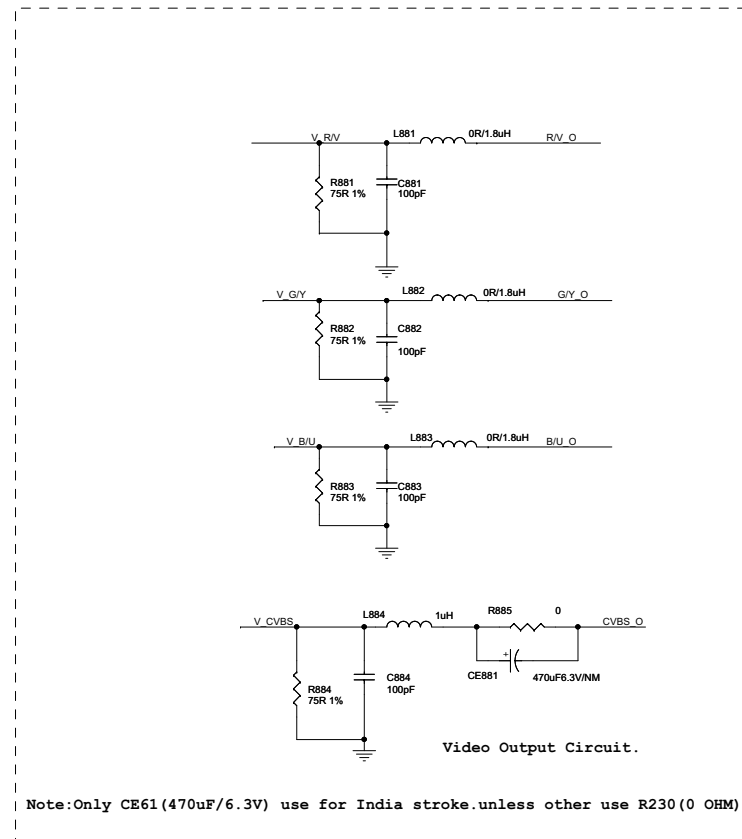 V_R/V L881 0R/1.8uH R/V_O
R881 C881
75R 1% 100pF
V_G/Y L882 0R/1.8uH G/Y_O
R882 C882
75R 1%
100pF
V_B/U L883 0R/1.8uH B/U_O
R883 C883
75R 1% 100pF
V_CVBS L884 1uH R885 0 CVBS_O
+
CE881 470uF6.3V/NM
R884 C884
75R 1% 100pF
Video Output Circuit.
Note:Only CE61(470uF/6.3V) use for India stroke.unless other use R230(0 OHM)